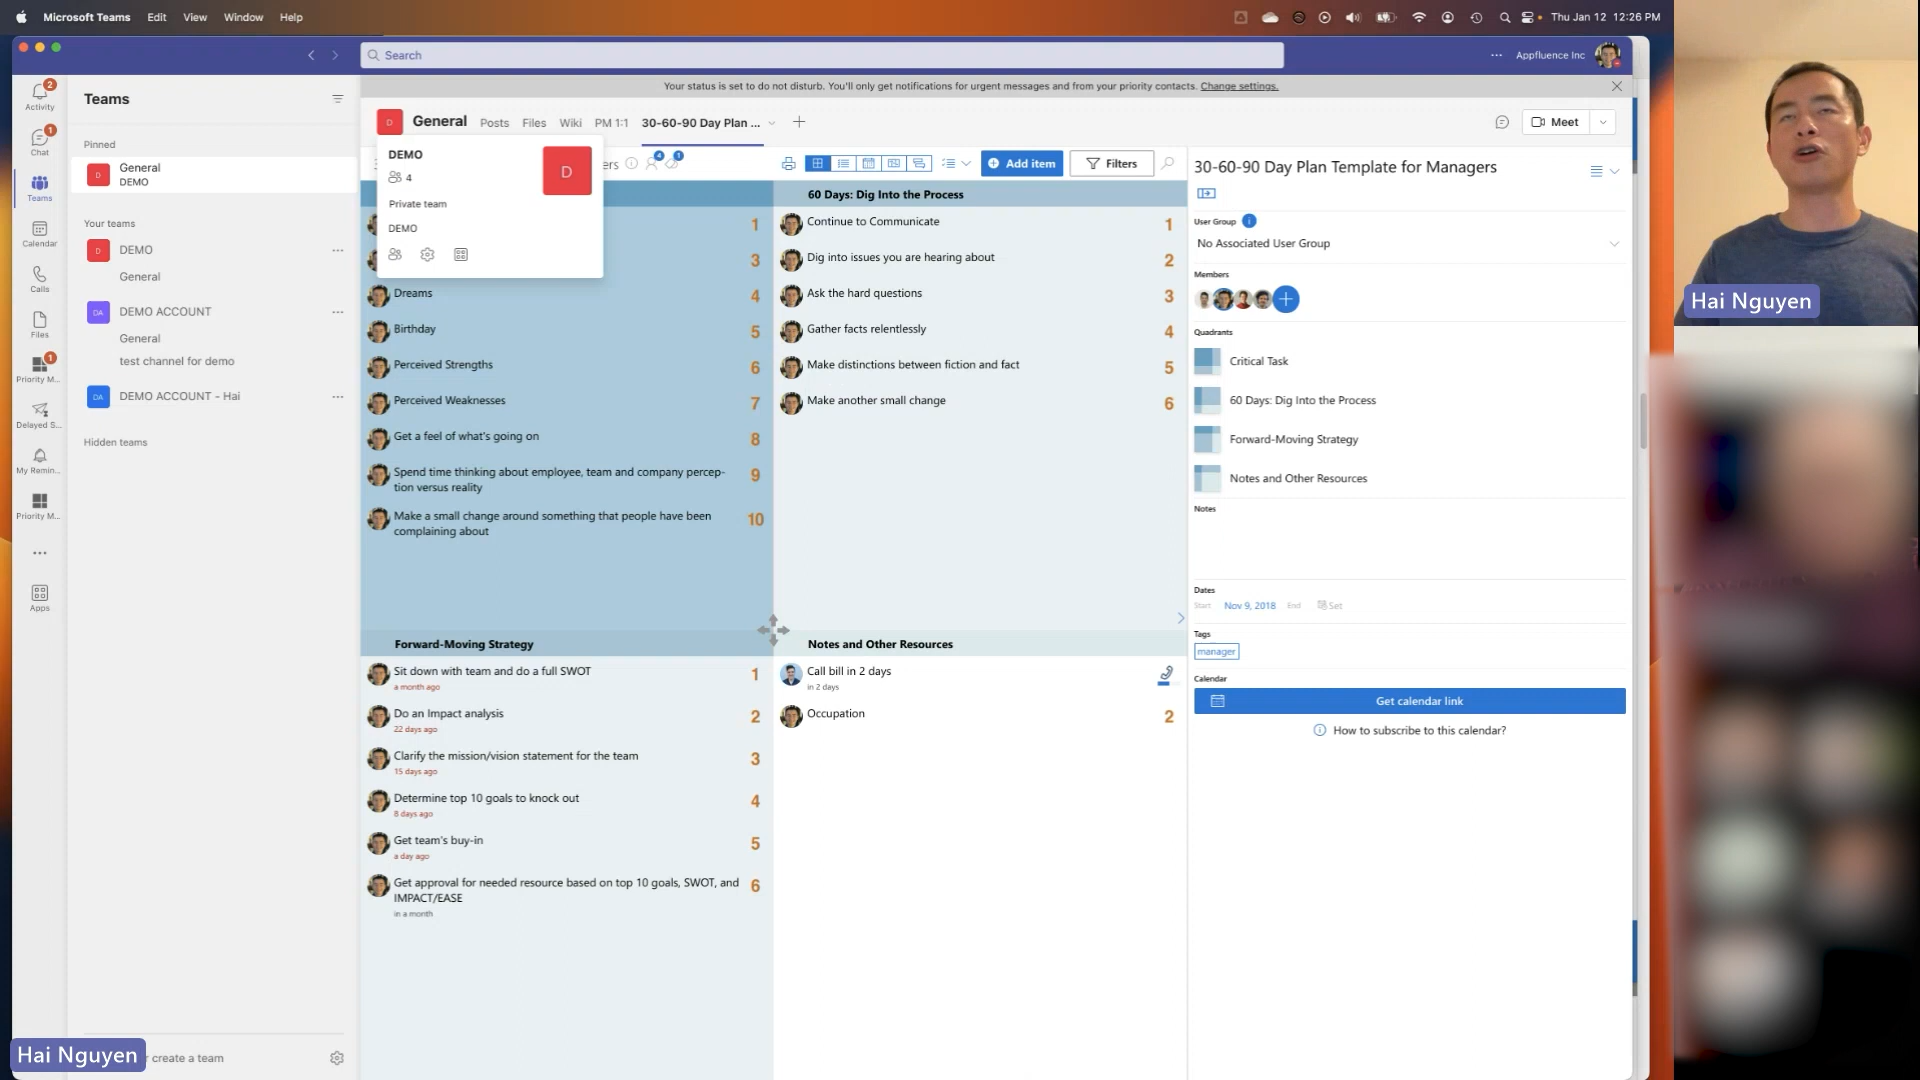 Microsoft Teams Edit View Window Help
Thu Jan 12 12:26 PM
Search
Appfluence Inc
Your status is set to do not disturb. You'll only get notifications for urgent messages and from your priority contacts. Change settings.
2
Activity
1
Chat
Teams
Calendar
Calls
Files
1
Priority M...
Delayed S...
My Remin...
Priority M...
Apps
Teams
Pinned
D
General
DEMO
Your teams
D
DEMO
General
DA
DEMO ACCOUNT
General
test channel for demo
DA
DEMO ACCOUNT - Hai
Hidden teams
create a team
Hai Nguyen
D
General Posts Files Wiki PM 1:1 30-60-90 Day Plan ...
Meet
DEMO
D
4
Private team
DEMO
ers
4
1
Add item
Filters
1
3
Dreams 4
Birthday 5
Perceived Strengths 6
Perceived Weaknesses 7
Get a feel of what's going on 8
Spend time thinking about employee, team and company percep- 9
tion versus reality
Make a small change around something that people have been 10
complaining about
60 Days: Dig Into the Process
Continue to Communicate 1
Dig into issues you are hearing about 2
Ask the hard questions 3
Gather facts relentlessly 4
Make distinctions between fiction and fact 5
Make another small change 6
Forward-Moving Strategy
Sit down with team and do a full SWOT 1
a month ago
Do an Impact analysis 2
22 days ago
Clarify the mission/vision statement for the team 3
15 days ago
Determine top 10 goals to knock out 4
8 days ago
Get team's buy-in 5
a day ago
Get approval for needed resource based on top 10 goals, SWOT, and 6
IMPACT/EASE
in a month
Notes and Other Resources
Call bill in 2 days
in 2 days
Occupation 2
30-60-90 Day Plan Template for Managers
User Group
No Associated User Group
Members
Quadrants
Critical Task
60 Days: Dig Into the Process
Forward-Moving Strategy
Notes and Other Resources
Notes
Dates
Start Nov 9, 2018 End Set
Tags
manager
Calendar
Get calendar link
How to subscribe to this calendar?
Hai Nguyen